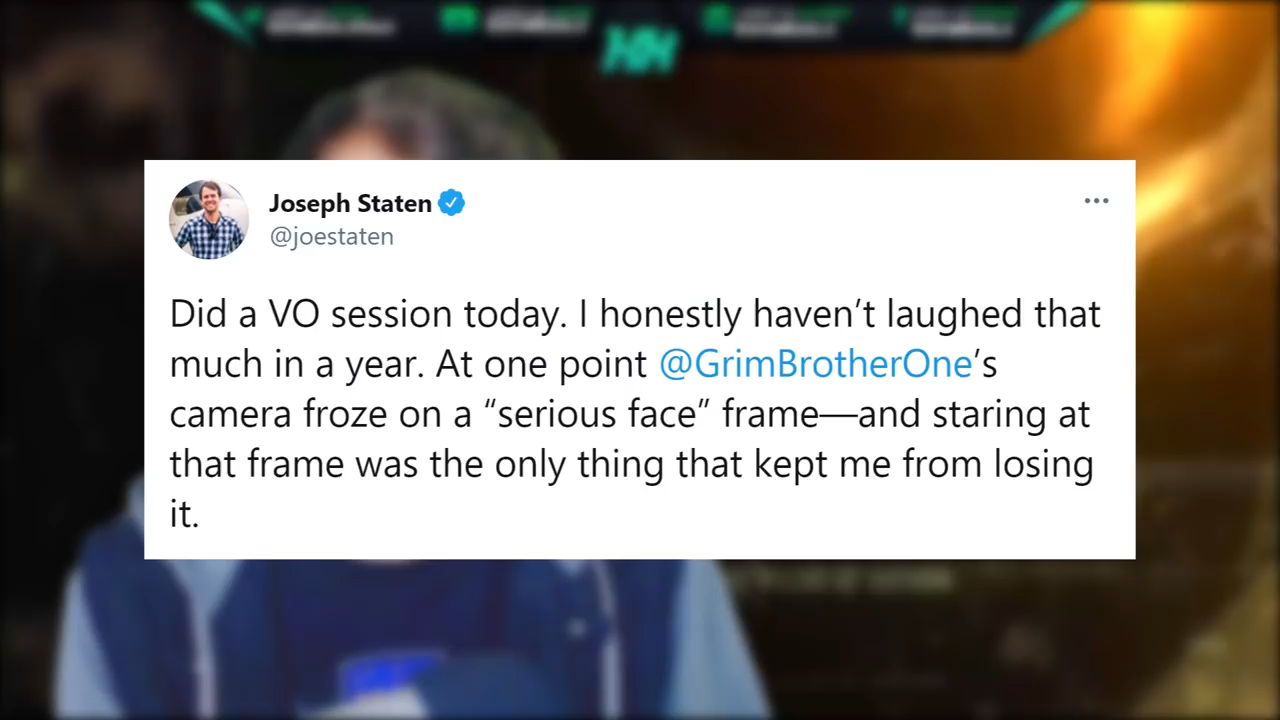 HH
Joseph Staten
@joestaten
Did a VO session today. I honestly haven’t laughed that
much in a year. At one point @GrimBrotherOne’s
camera froze on a “serious face” frame—and staring at
that frame was the only thing that kept me from losing
it.